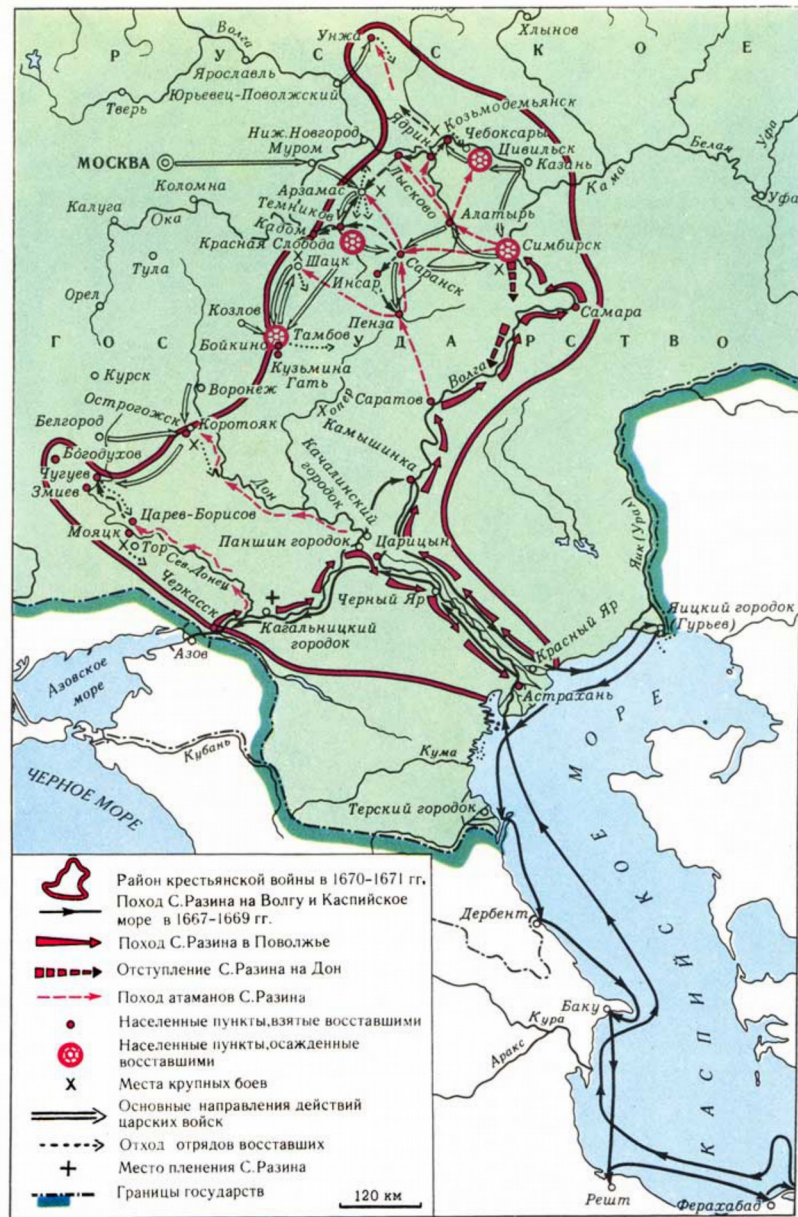 Унжа
Хлынов
Волга
Р У С С К О Е
Ярославль
Юрьевец-Поволжский
Тверь
Козьмодемьянск
Ядрин
Чебоксары
Ниж. Новгород
Цивильск
Муром
Казань
Белая
Уфа
МОСКВА
Лысково
Кама
Коломна
Арзамас
Уфа
Калуга
Темников
Алатырь
Ока
Кадом
Красная Слобода
Симбирск
Тула
Шацк
Саранск
Инсар
Орел
Самара
Козлов
Пенза
Тамбов
Бойкино
Г О С У Д А Р С Т В О
Кузьмина
Гать
Волга
Курск
Воронеж
Хопер
Саратов
Острогожск
Коротояк
Белгород
Камышинка
Богодухов
Качалинский
городок
Чугуев
Змиев
Дон
Царев-Борисов
Яик (Урал)
Мояцк
Паншин городок
Царицын
Тор
Сев. Донец
Черкасск
Черный Яр
Яицкий городок
(Гурьев)
Красный Яр
Кагальницкий
городок
Азов
Астрахань
Азовское
море
Кума
Кубань
ЧЕРНОЕ МОРЕ
Терский городок
КАСПИЙСКОЕ МОРЕ
Дербент
Баку
Кура
Аракс
Решт
Ферахабад
Район крестьянской войны в 1670-1671 гг.
Поход С.Разина на Волгу и Каспийское
море в 1667-1669 гг.
Поход С.Разина в Поволжье
Отступление С.Разина на Дон
Поход атаманов С.Разина
Населенные пункты, взятые восставшими
Населенные пункты, осажденные
восставшими
Места крупных боев
Основные направления действий
царских войск
Отход отрядов восставших
Место пленения С.Разина
Границы государств
120 км